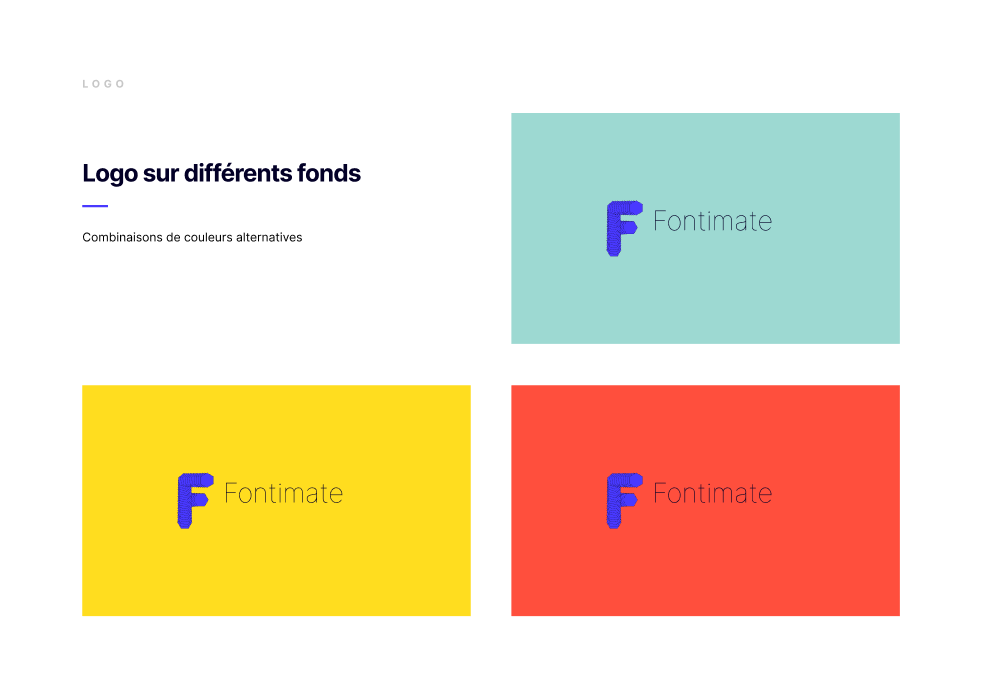 LOGO
Logo sur différents fonds
Combinaisons de couleurs alternatives
F Fontimate
F Fontimate
F Fontimate